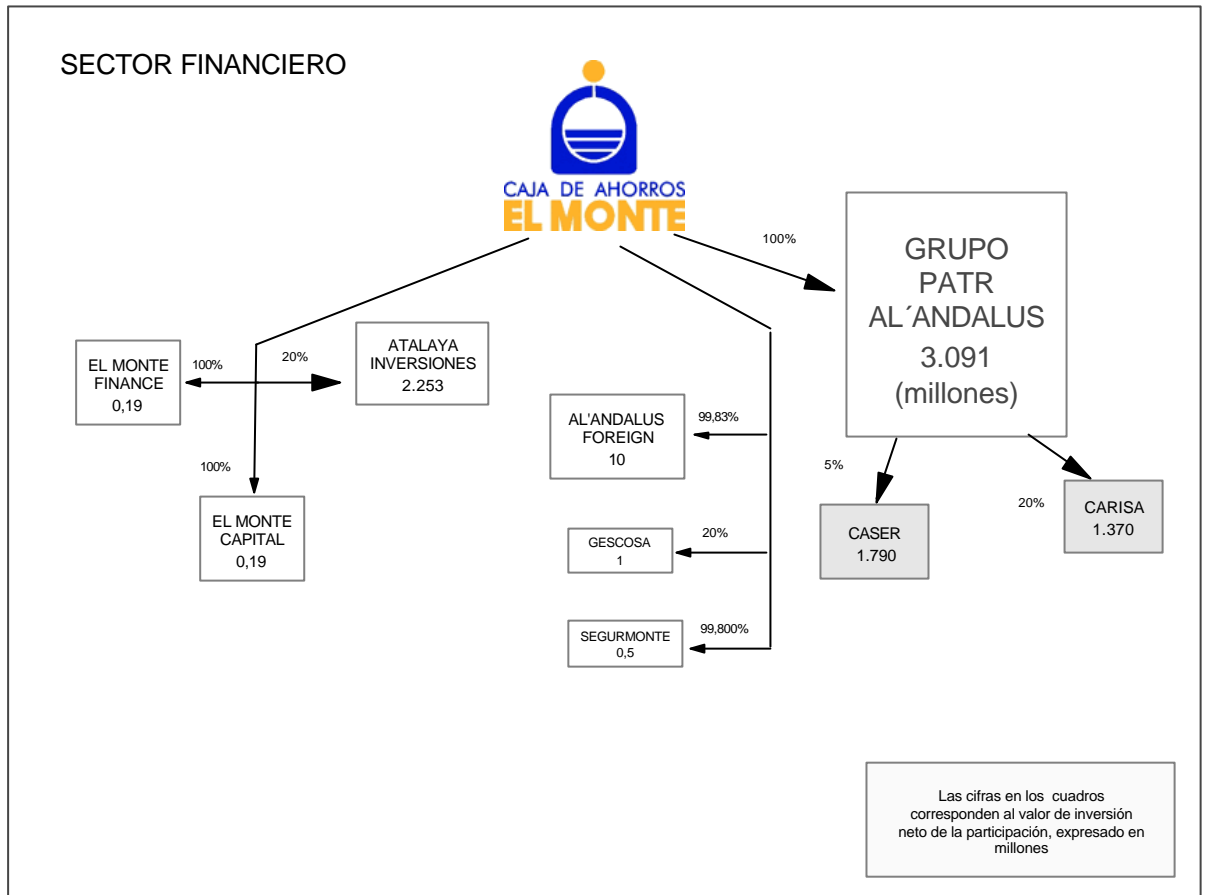 SECTOR FINANCIERO
CAJA DE AHORROS
EL MONTE
100%
GRUPO
PATR
AL´ANDALUS
3.091
(millones)
EL MONTE
FINANCE
0,19
100%
20%
ATALAYA
INVERSIONES
2.253
100%
EL MONTE
CAPITAL
0,19
AL'ANDALUS
FOREIGN
10
99,83%
GESCOSA
1
20%
SEGURMONTE
0,5
99,800%
5%
CASER
1.790
20%
CARISA
1.370
Las cifras en los cuadros
corresponden al valor de inversión
neto de la participación, expresado en
millones